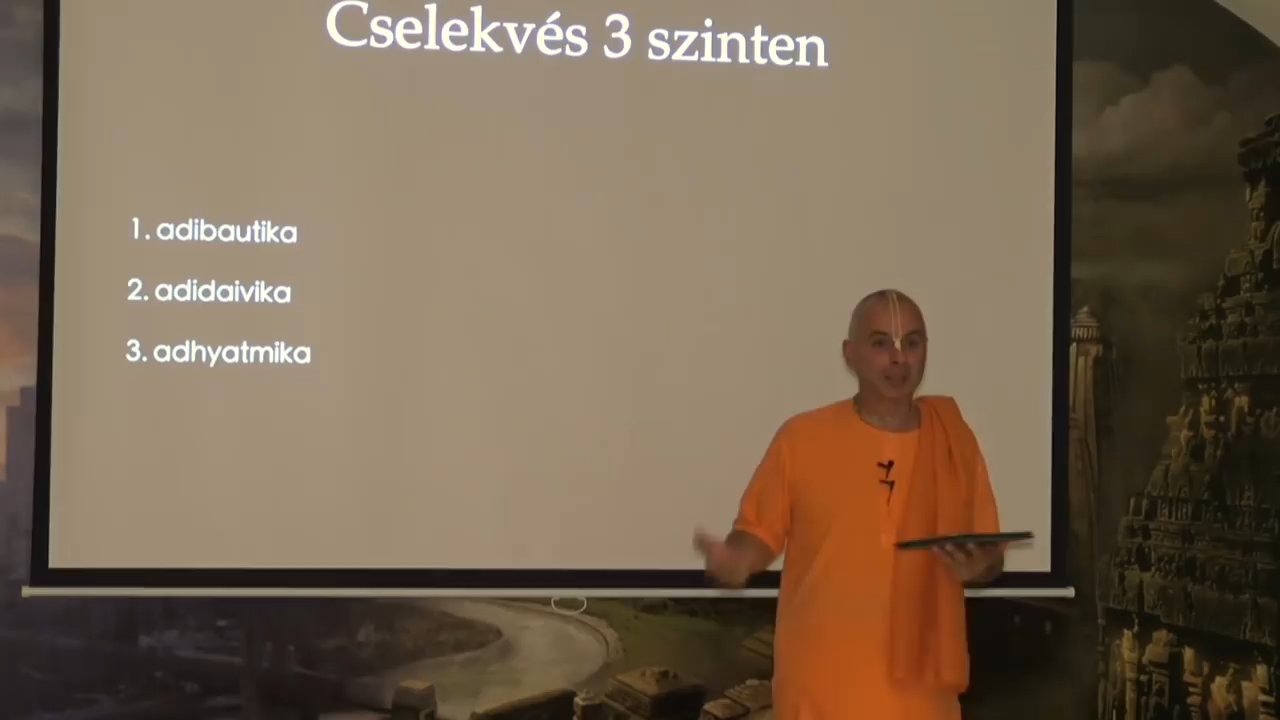 Cselekvés 3 szinten
1. adibautika
2. adidaivika
3. adhyatmika